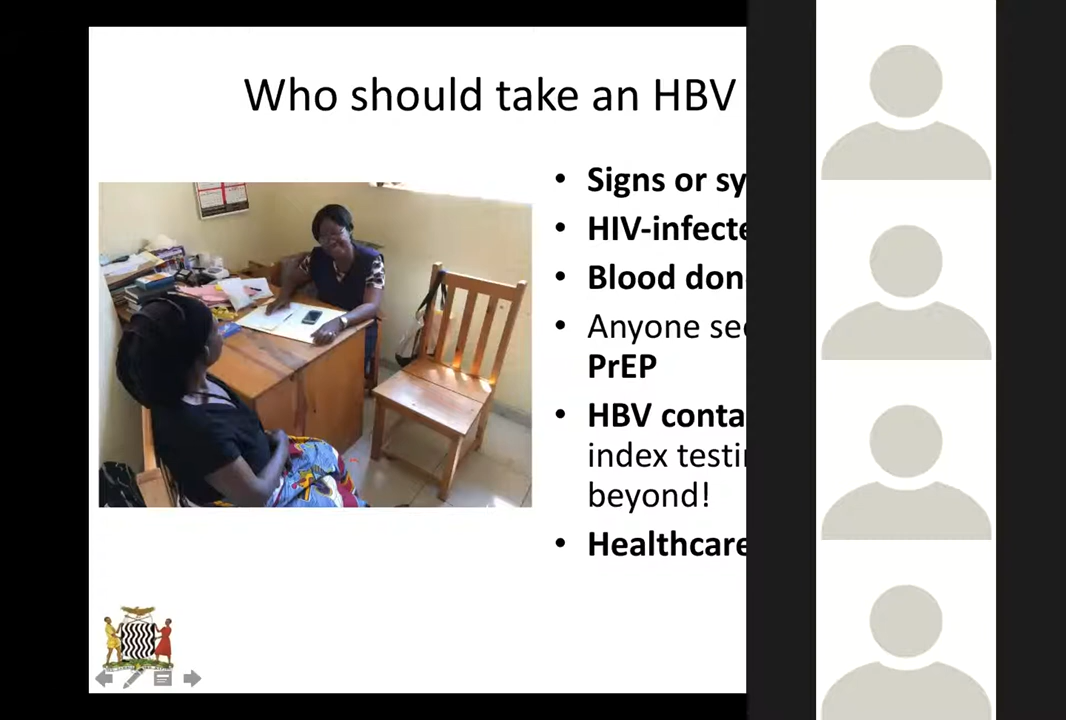 Who should take an HBV
• Signs or sy
• HIV-infecte
• Blood don
• Anyone see
PrEP
• HBV conta
index testi
beyond!
• Healthcare